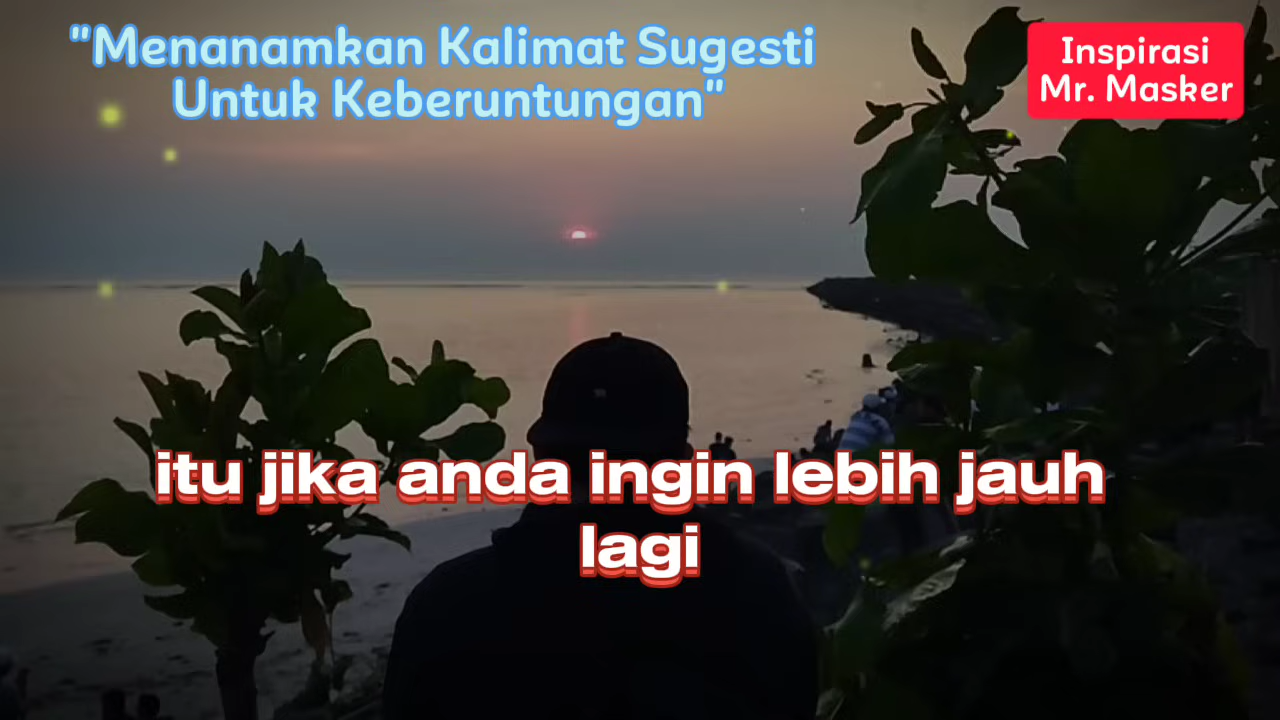 "Menanamkan Kalimat Sugesti
Untuk Keberuntungan"
Inspirasi
Mr. Masker
itu jika anda ingin lebih jauh
lagi